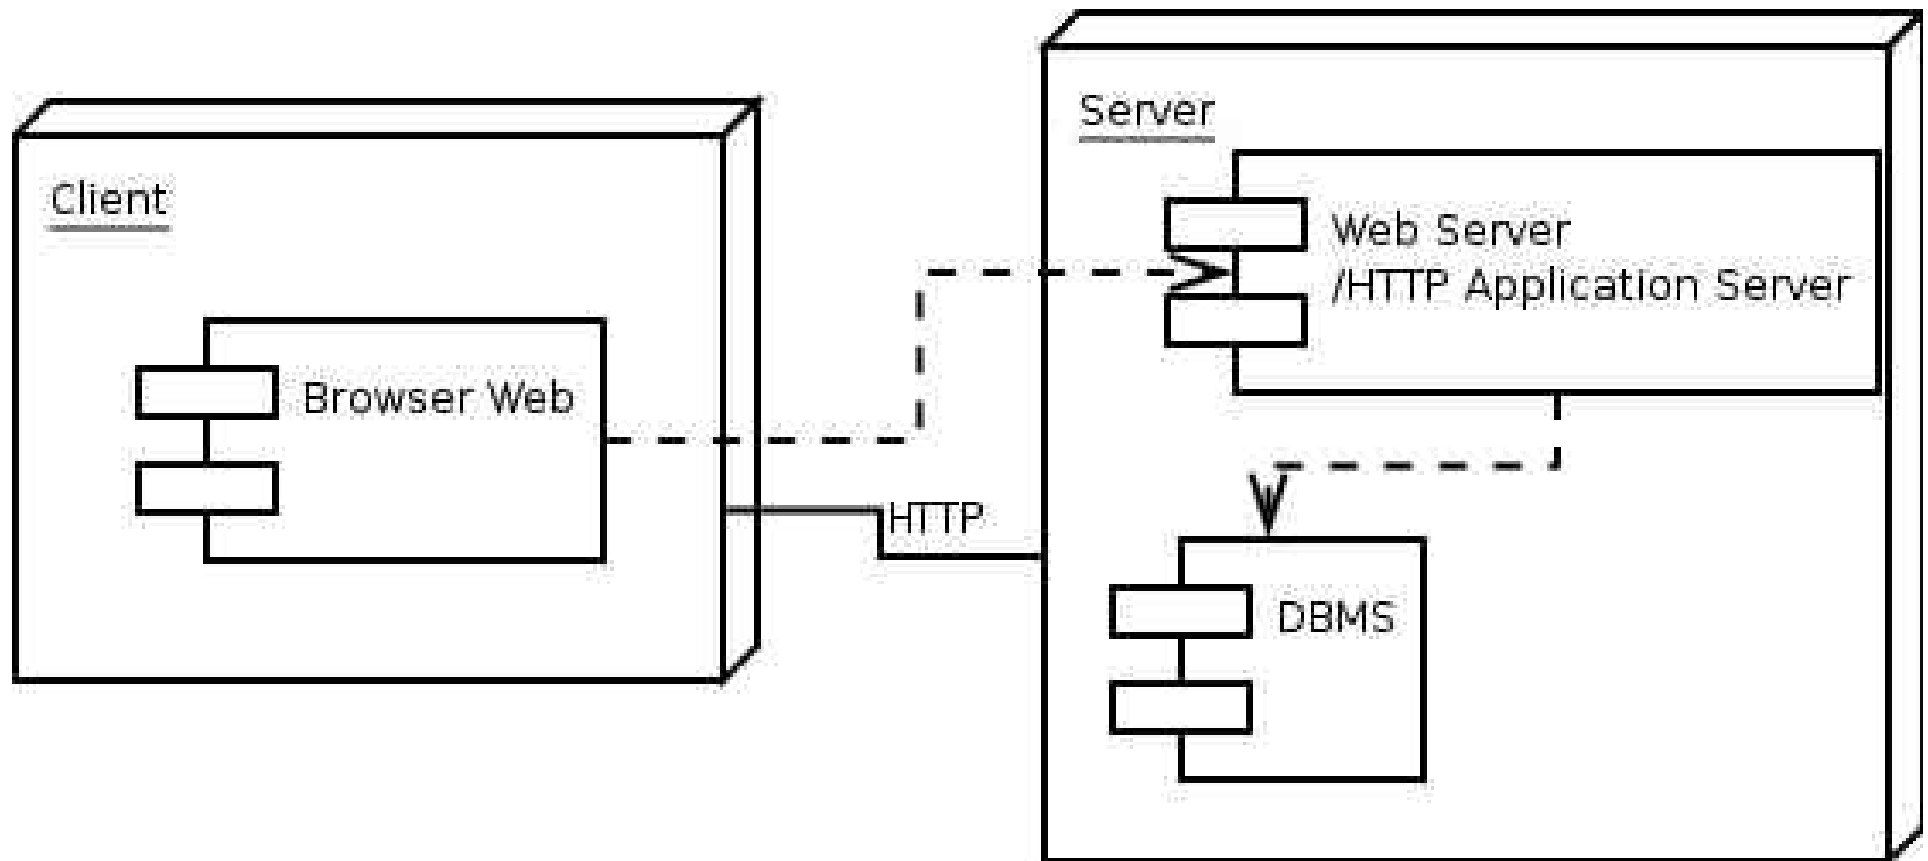 Client
Browser Web
HTTP
Server
Web Server
/HTTP Application Server
DBMS